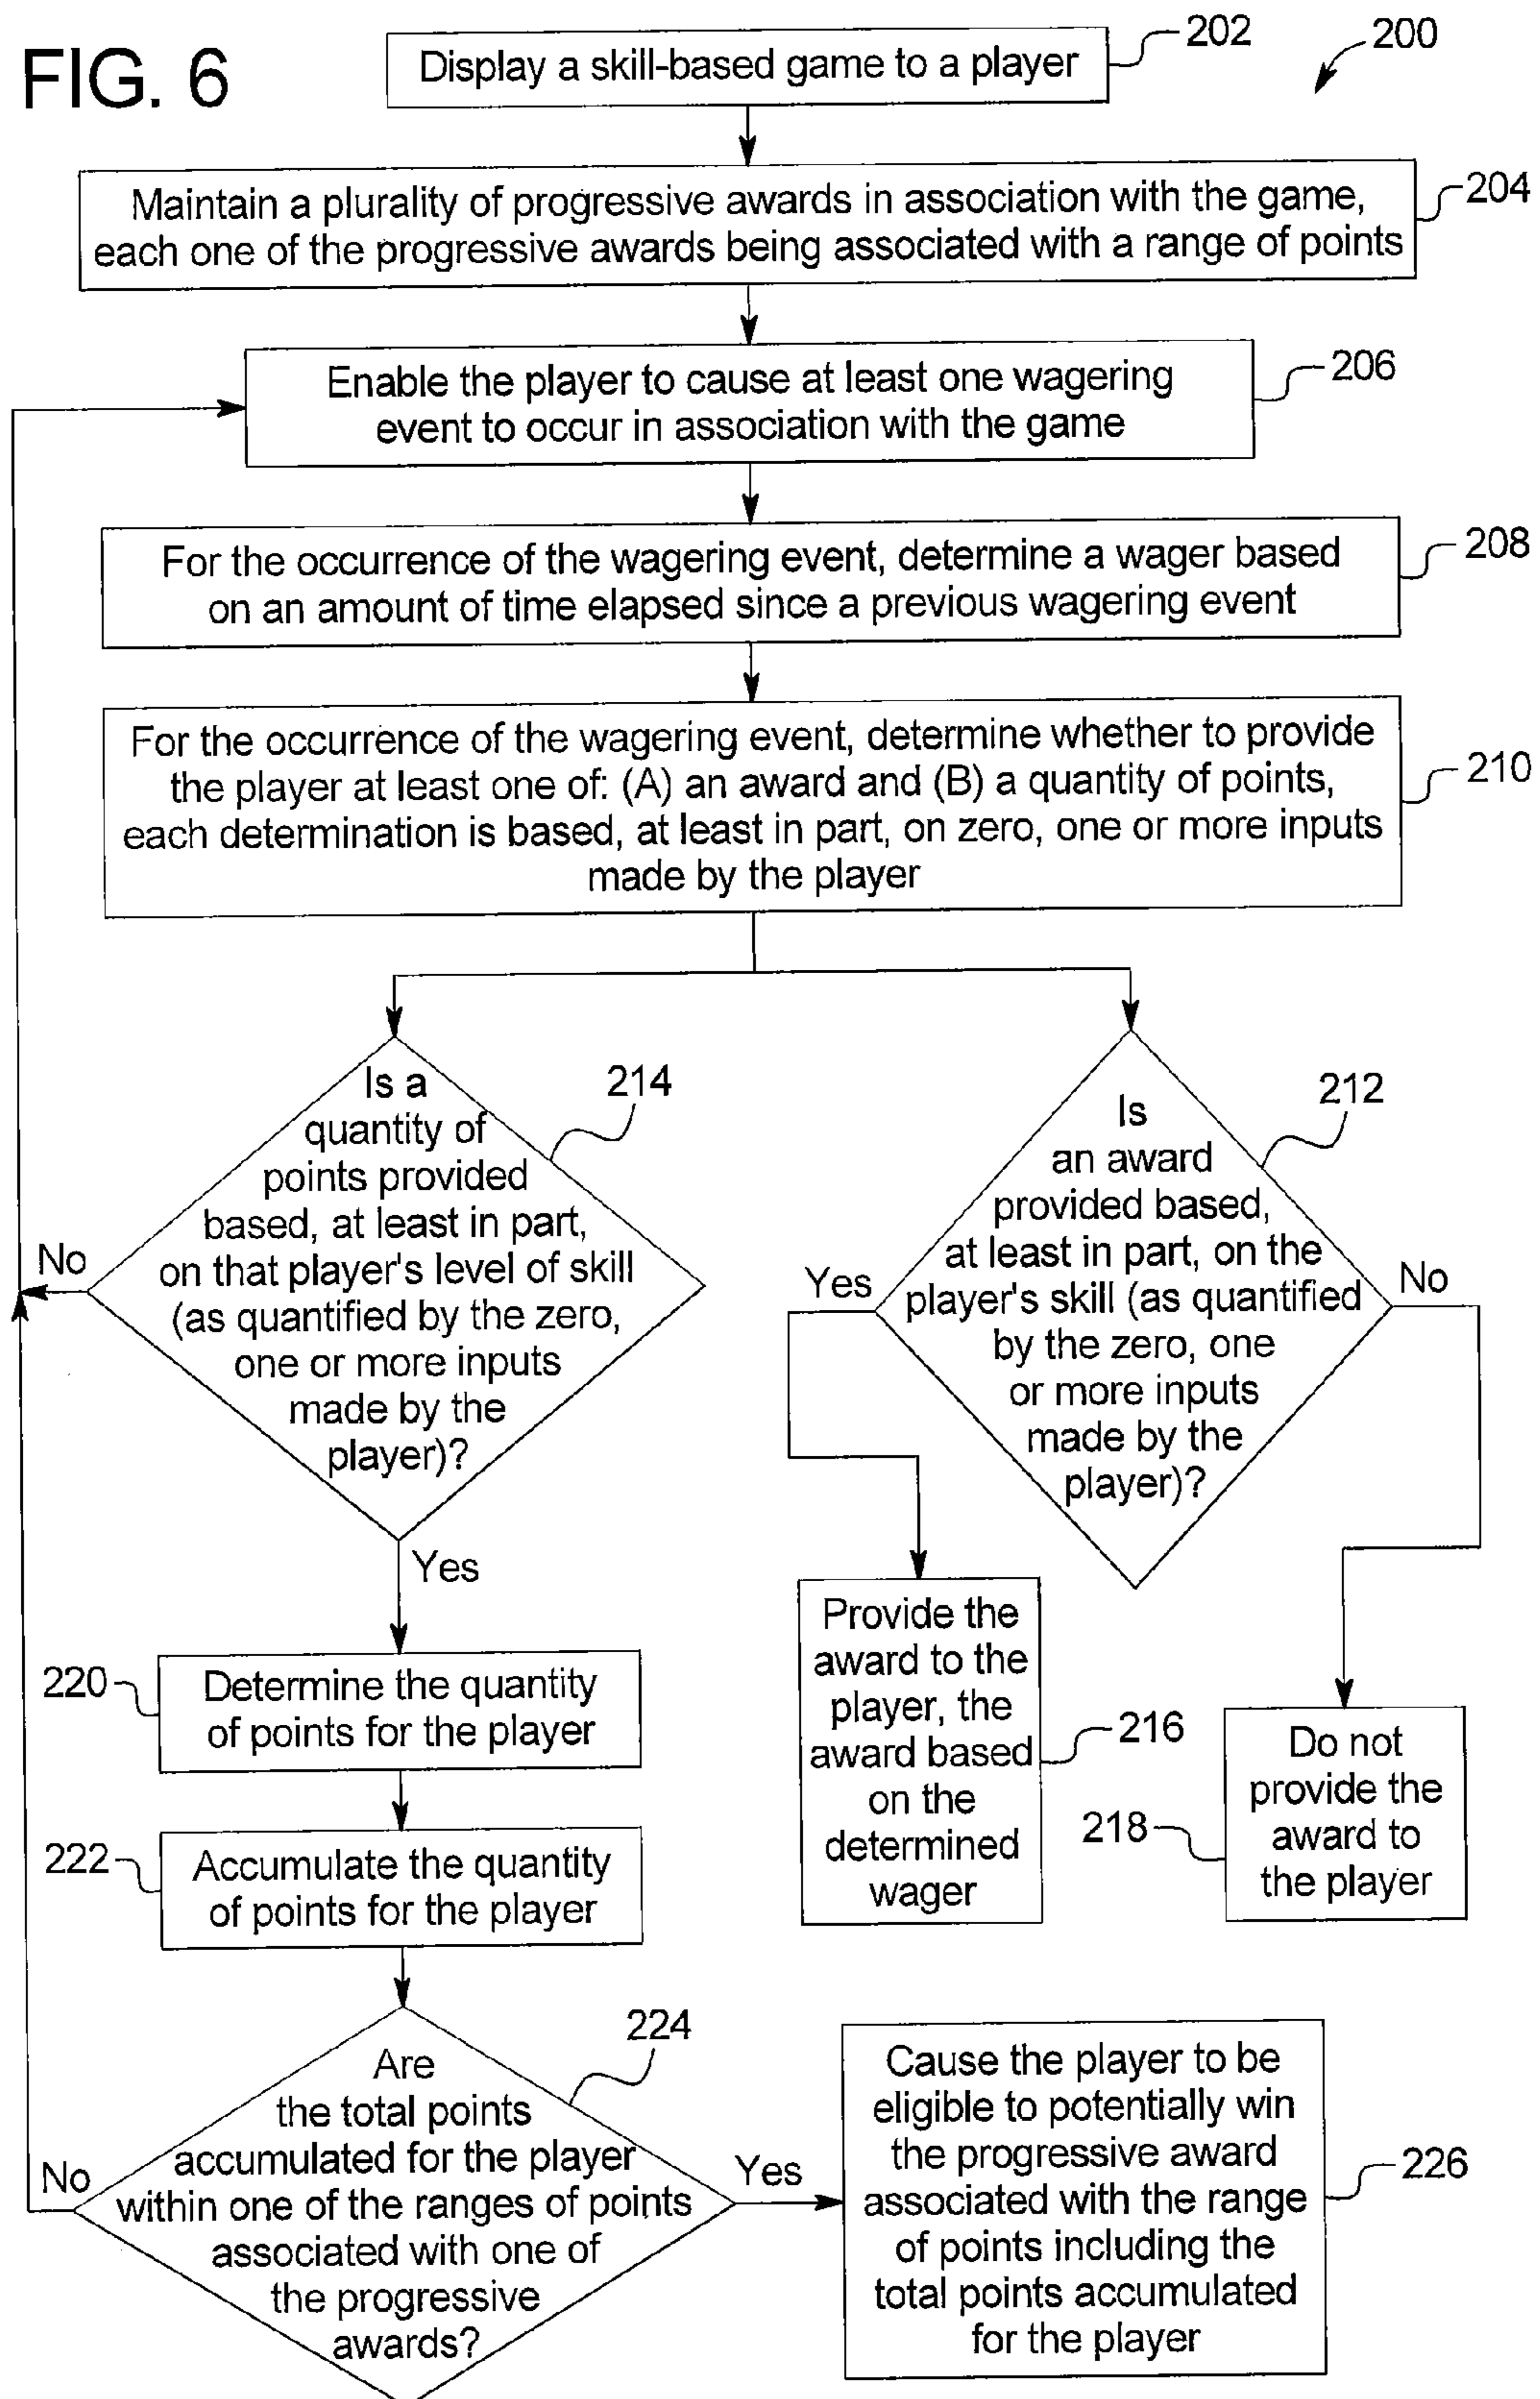 FIG. 6
Display a skill-based game to a player
202
200
Maintain a plurality of progressive awards in association with the game,
each one of the progressive awards being associated with a range of points
204
Enable the player to cause at least one wagering
event to occur in association with the game
206
For the occurrence of the wagering event, determine a wager based
on an amount of time elapsed since a previous wagering event
208
For the occurrence of the wagering event, determine whether to provide
the player at least one of: (A) an award and (B) a quantity of points,
each determination is based, at least in part, on zero, one or more inputs
made by the player
210
Is a
quantity of
points provided
based, at least in part,
on that player's level of skill
(as quantified by the zero,
one or more inputs
made by the
player)?
214
No
Yes
Is
an award
provided based,
at least in part, on the
player's skill (as quantified
by the zero, one
or more inputs
made by the
player)?
212
Yes
No
Provide the
award to the
player, the
award based
on the
determined
wager
216
Do not
provide the
award to
the player
218
220
Determine the quantity
of points for the player
222
Accumulate the quantity
of points for the player
Are
the total points
accumulated for the player
within one of the ranges of points
associated with one of
the progressive
awards?
224
No
Yes
Cause the player to be
eligible to potentially win
the progressive award
associated with the range
of points including the
total points accumulated
for the player
226